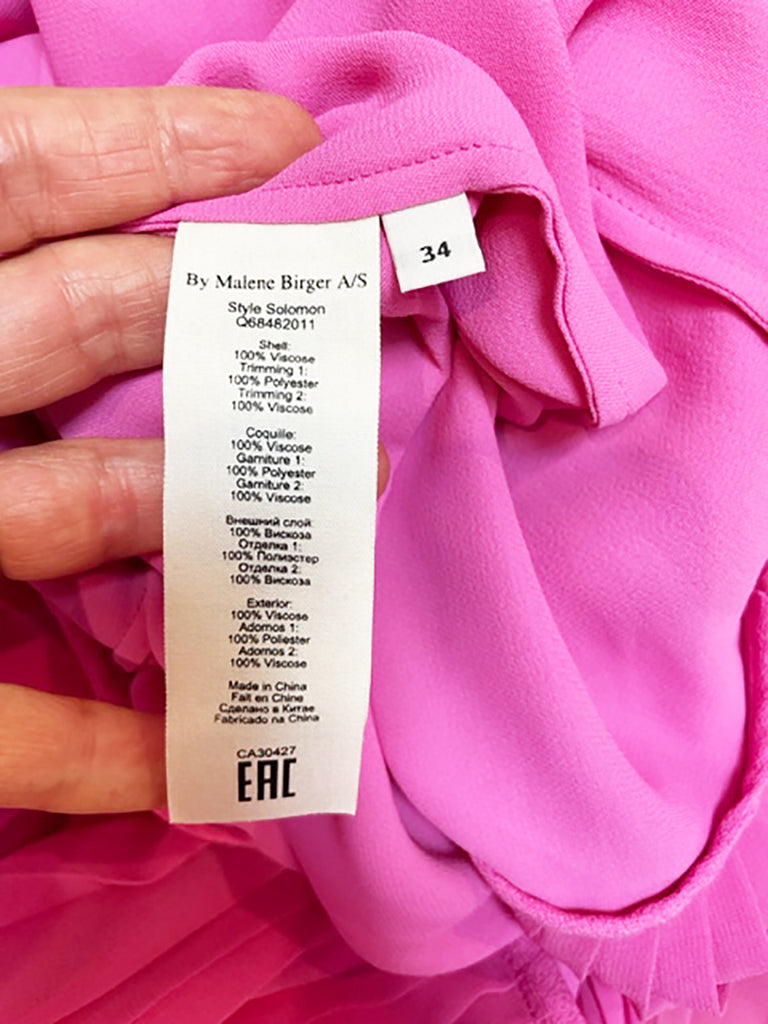 By Malene Birger A/S
34
Style Solomon
Q68482011
Shell:
100% Viscose
Trimming 1:
100% Polyester
Trimming 2:
100% Viscose
Coquille:
100% Viscose
Garniture 1:
100% Polyester
Garniture 2:
100% Viscose
Внешний слой:
100% Вискоза
Отделка 1:
100% Полиэстер
Отделка 2:
100% Вискоза
Exterior:
100% Viscose
Adornos 1:
100% Poliester
Adornos 2:
100% Viscose
Made in China
Fait en Chine
Сделано в Китае
Fabricado na China
CA30427
EAC